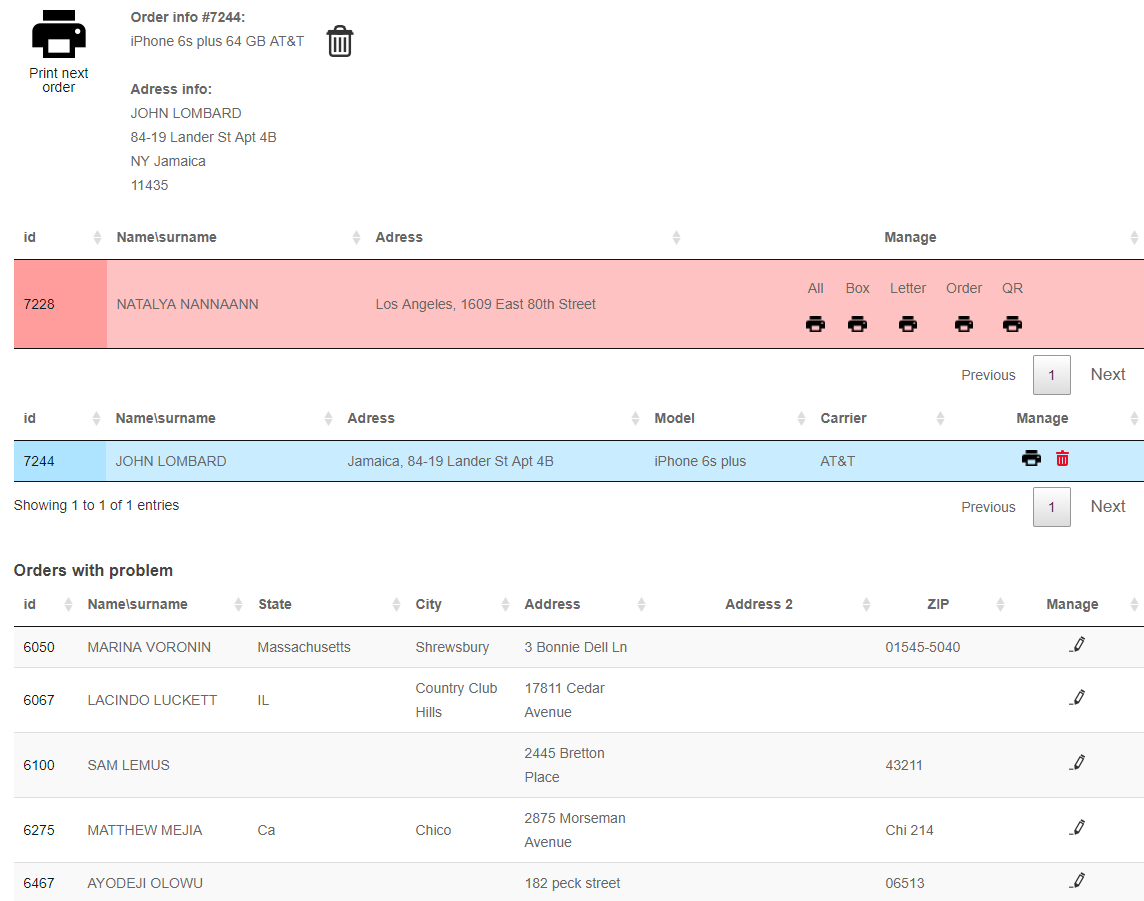 Print next
order
Order info #7244:
iPhone 6s plus 64 GB AT&T
Adress info:
JOHN LOMBARD
84-19 Lander St Apt 4B
NY Jamaica
11435
id Name\surname Adress Manage
7228 NATALYA NANNAANN Los Angeles, 1609 East 80th Street All Box Letter Order QR
Previous 1 Next
id Name\surname Adress Model Carrier Manage
7244 JOHN LOMBARD Jamaica, 84-19 Lander St Apt 4B iPhone 6s plus AT&T
Showing 1 to 1 of 1 entries Previous 1 Next
Orders with problem
id Name\surname State City Address Address 2 ZIP Manage
6050 MARINA VORONIN Massachusetts Shrewsbury 3 Bonnie Dell Ln 01545-5040
6067 LACINDO LUCKETT IL Country Club Hills 17811 Cedar Avenue
6100 SAM LEMUS 2445 Bretton Place 43211
6275 MATTHEW MEJIA Ca Chico 2875 Morseman Avenue Chi 214
6467 AYODEJI OLOWU 182 peck street 06513